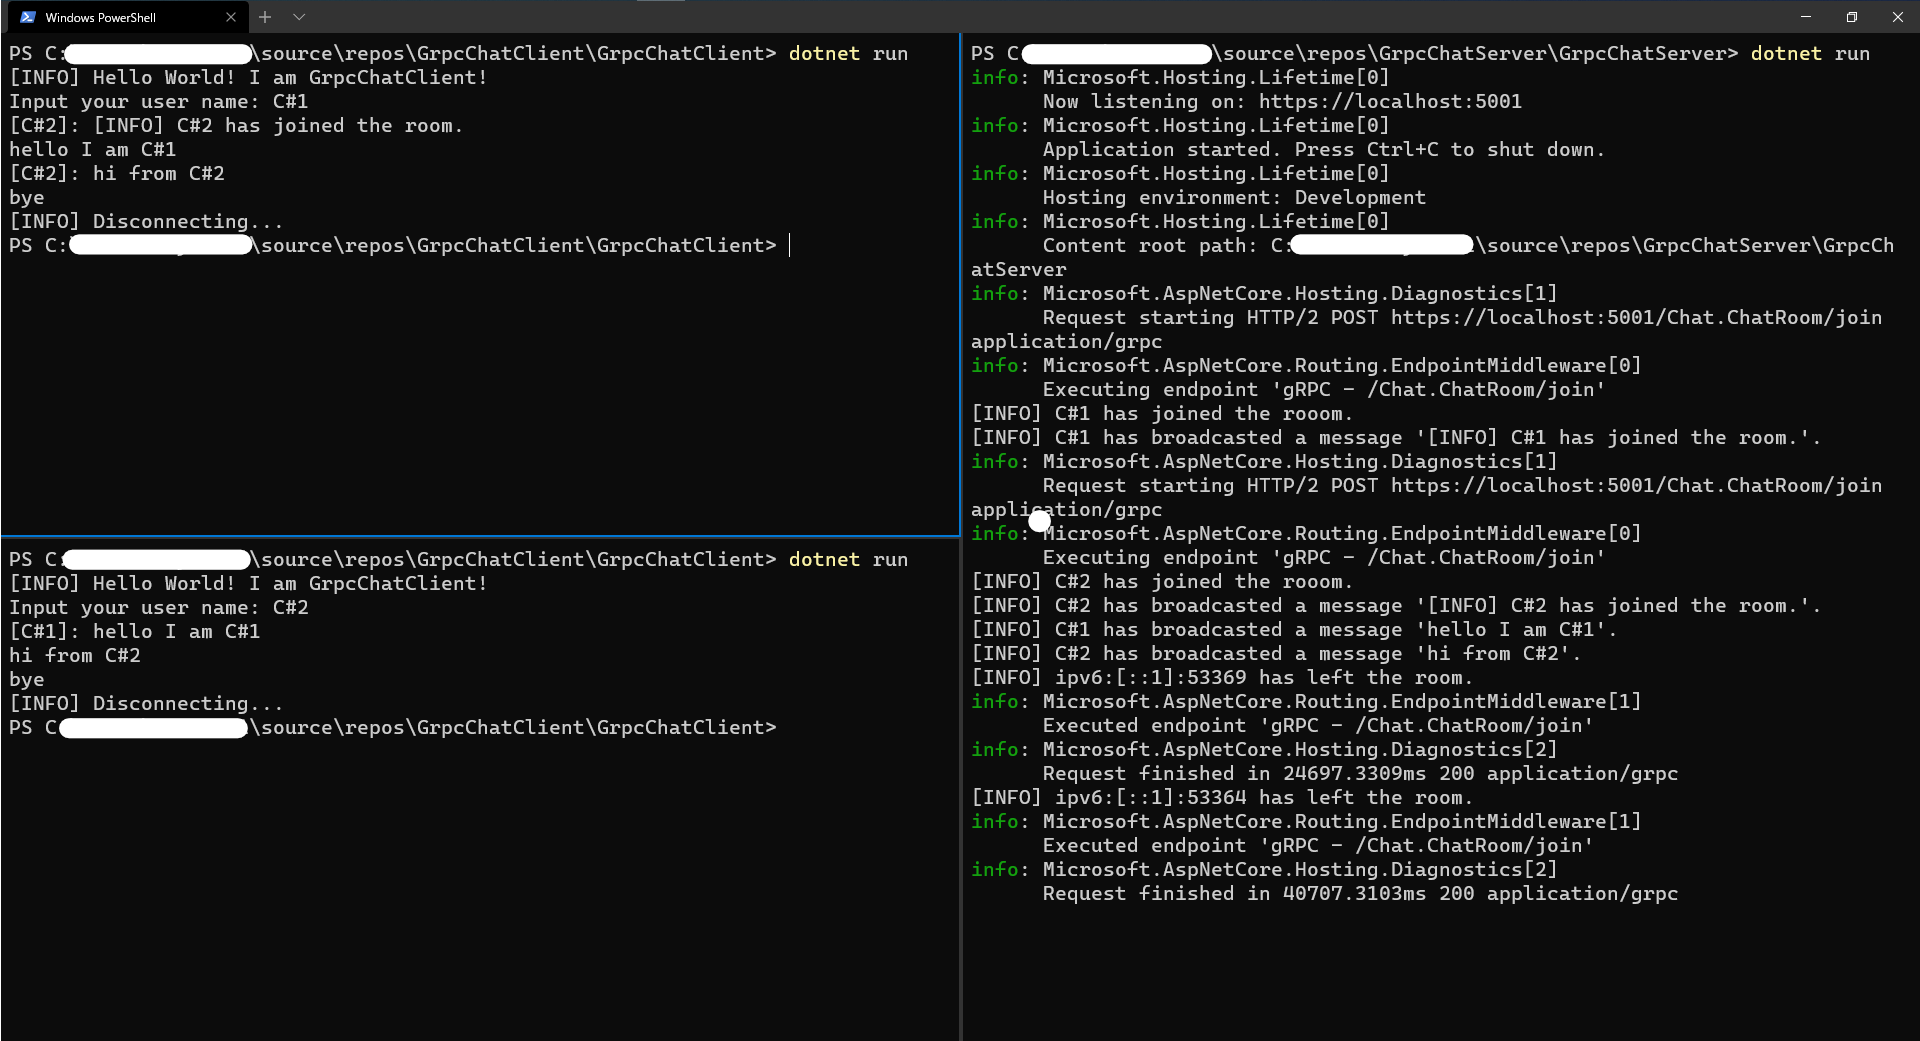 Windows PowerShell
PS C: \source\repos\GrpcChatClient\GrpcChatClient> dotnet run
[INFO] Hello World! I am GrpcChatClient!
Input your user name: C#1
[C#2]: [INFO] C#2 has joined the room.
hello I am C#1
[C#2]: hi from C#2
bye
[INFO] Disconnecting...
PS C: \source\repos\GrpcChatClient\GrpcChatClient>
PS C \source\repos\GrpcChatClient\GrpcChatClient> dotnet run
[INFO] Hello World! I am GrpcChatClient!
Input your user name: C#2
[C#1]: hello I am C#1
hi from C#2
bye
[INFO] Disconnecting...
PS C \source\repos\GrpcChatClient\GrpcChatClient>
PS C \source\repos\GrpcChatServer\GrpcChatServer> dotnet run
info: Microsoft.Hosting.Lifetime[0]
Now listening on: https://localhost:5001
info: Microsoft.Hosting.Lifetime[0]
Application started. Press Ctrl+C to shut down.
info: Microsoft.Hosting.Lifetime[0]
Hosting environment: Development
info: Microsoft.Hosting.Lifetime[0]
Content root path: C: \source\repos\GrpcChatServer\GrpcCh
atServer
info: Microsoft.AspNetCore.Hosting.Diagnostics[1]
Request starting HTTP/2 POST https://localhost:5001/Chat.ChatRoom/join
application/grpc
info: Microsoft.AspNetCore.Routing.EndpointMiddleware[0]
Executing endpoint 'gRPC - /Chat.ChatRoom/join'
[INFO] C#1 has joined the rooom.
[INFO] C#1 has broadcasted a message '[INFO] C#1 has joined the room.'.
info: Microsoft.AspNetCore.Hosting.Diagnostics[1]
Request starting HTTP/2 POST https://localhost:5001/Chat.ChatRoom/join
application/grpc
info: Microsoft.AspNetCore.Routing.EndpointMiddleware[0]
Executing endpoint 'gRPC - /Chat.ChatRoom/join'
[INFO] C#2 has joined the rooom.
[INFO] C#2 has broadcasted a message '[INFO] C#2 has joined the room.'.
[INFO] C#1 has broadcasted a message 'hello I am C#1'.
[INFO] C#2 has broadcasted a message 'hi from C#2'.
[INFO] ipv6:[::1]:53369 has left the room.
info: Microsoft.AspNetCore.Routing.EndpointMiddleware[1]
Executed endpoint 'gRPC - /Chat.ChatRoom/join'
info: Microsoft.AspNetCore.Hosting.Diagnostics[2]
Request finished in 24697.3309ms 200 application/grpc
[INFO] ipv6:[::1]:53364 has left the room.
info: Microsoft.AspNetCore.Routing.EndpointMiddleware[1]
Executed endpoint 'gRPC - /Chat.ChatRoom/join'
info: Microsoft.AspNetCore.Hosting.Diagnostics[2]
Request finished in 40707.3103ms 200 application/grpc